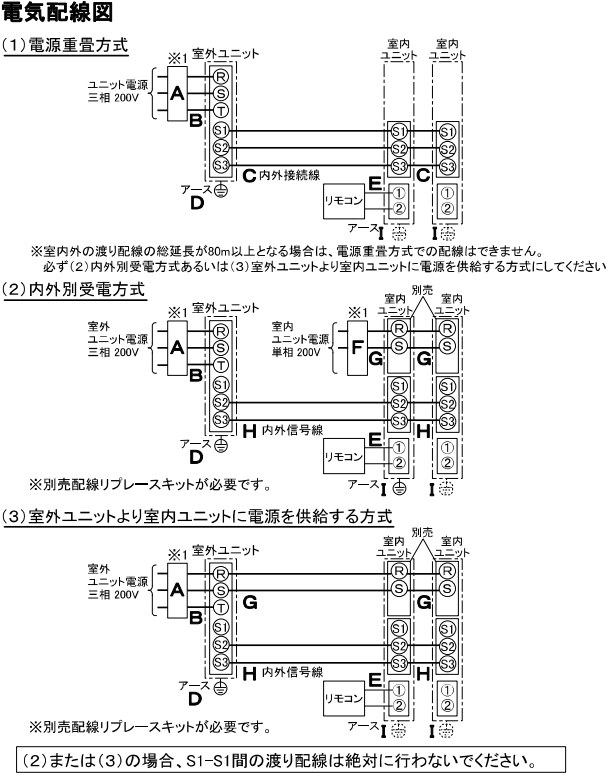 電気配線図
(1)電源重畳方式
※1 室外ユニット 室内ユニット 室内ユニット
ユニット電源
三相 200V
A
B
R
S
T
S1 S1 S1
S2 S2 S2
S3 S3 S3
C 内外接続線 C
アース
D
E
リモコン
① ①
② ②
アース I I
※室内外の渡り配線の総延長が80m以上となる場合は、電源重畳方式での配線はできません。
必ず(2)内外別受電方式あるいは(3)室外ユニットより室内ユニットに電源を供給する方式にしてください
(2)内外別受電方式
※1 室外ユニット ※1 室内ユニット 別売 室内ユニット
室外
ユニット電源
三相 200V
A
B
室内
ユニット電源
単相 200V
F
G G
R R R
S S S
T
S1 S1 S1
S2 S2 S2
S3 S3 S3
H 内外信号線 H
アース
D
E
リモコン
① ①
② ②
アース I I
※別売配線リプレースキットが必要です。
(3)室外ユニットより室内ユニットに電源を供給する方式
※1 室外ユニット 室内ユニット 別売 室内ユニット
室外
ユニット電源
三相 200V
A
B
R R R
S S S
G G
T
S1 S1 S1
S2 S2 S2
S3 S3 S3
H 内外信号線 H
アース
D
E
リモコン
① ①
② ②
アース I I
※別売配線リプレースキットが必要です。
(2)または(3)の場合、S1-S1間の渡り配線は絶対に行わないでください。